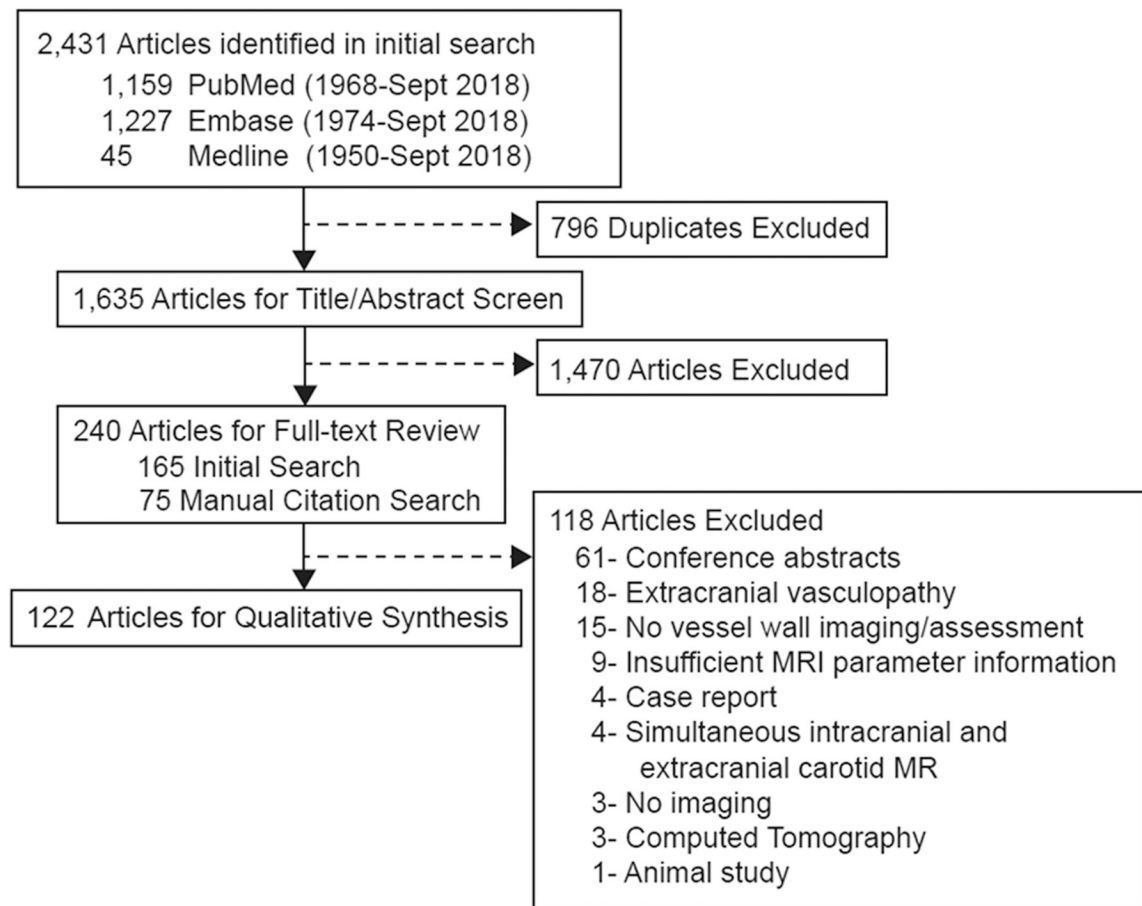 2,431 Articles identified in initial search
1,159 PubMed (1968-Sept 2018)
1,227 Embase (1974-Sept 2018)
45 Medline (1950-Sept 2018)
796 Duplicates Excluded
1,635 Articles for Title/Abstract Screen
1,470 Articles Excluded
240 Articles for Full-text Review
165 Initial Search
75 Manual Citation Search
118 Articles Excluded
61- Conference abstracts
18- Extracranial vasculopathy
15- No vessel wall imaging/assessment
9- Insufficient MRI parameter information
4- Case report
4- Simultaneous intracranial and
extracranial carotid MR
3- No imaging
3- Computed Tomography
1- Animal study
122 Articles for Qualitative Synthesis